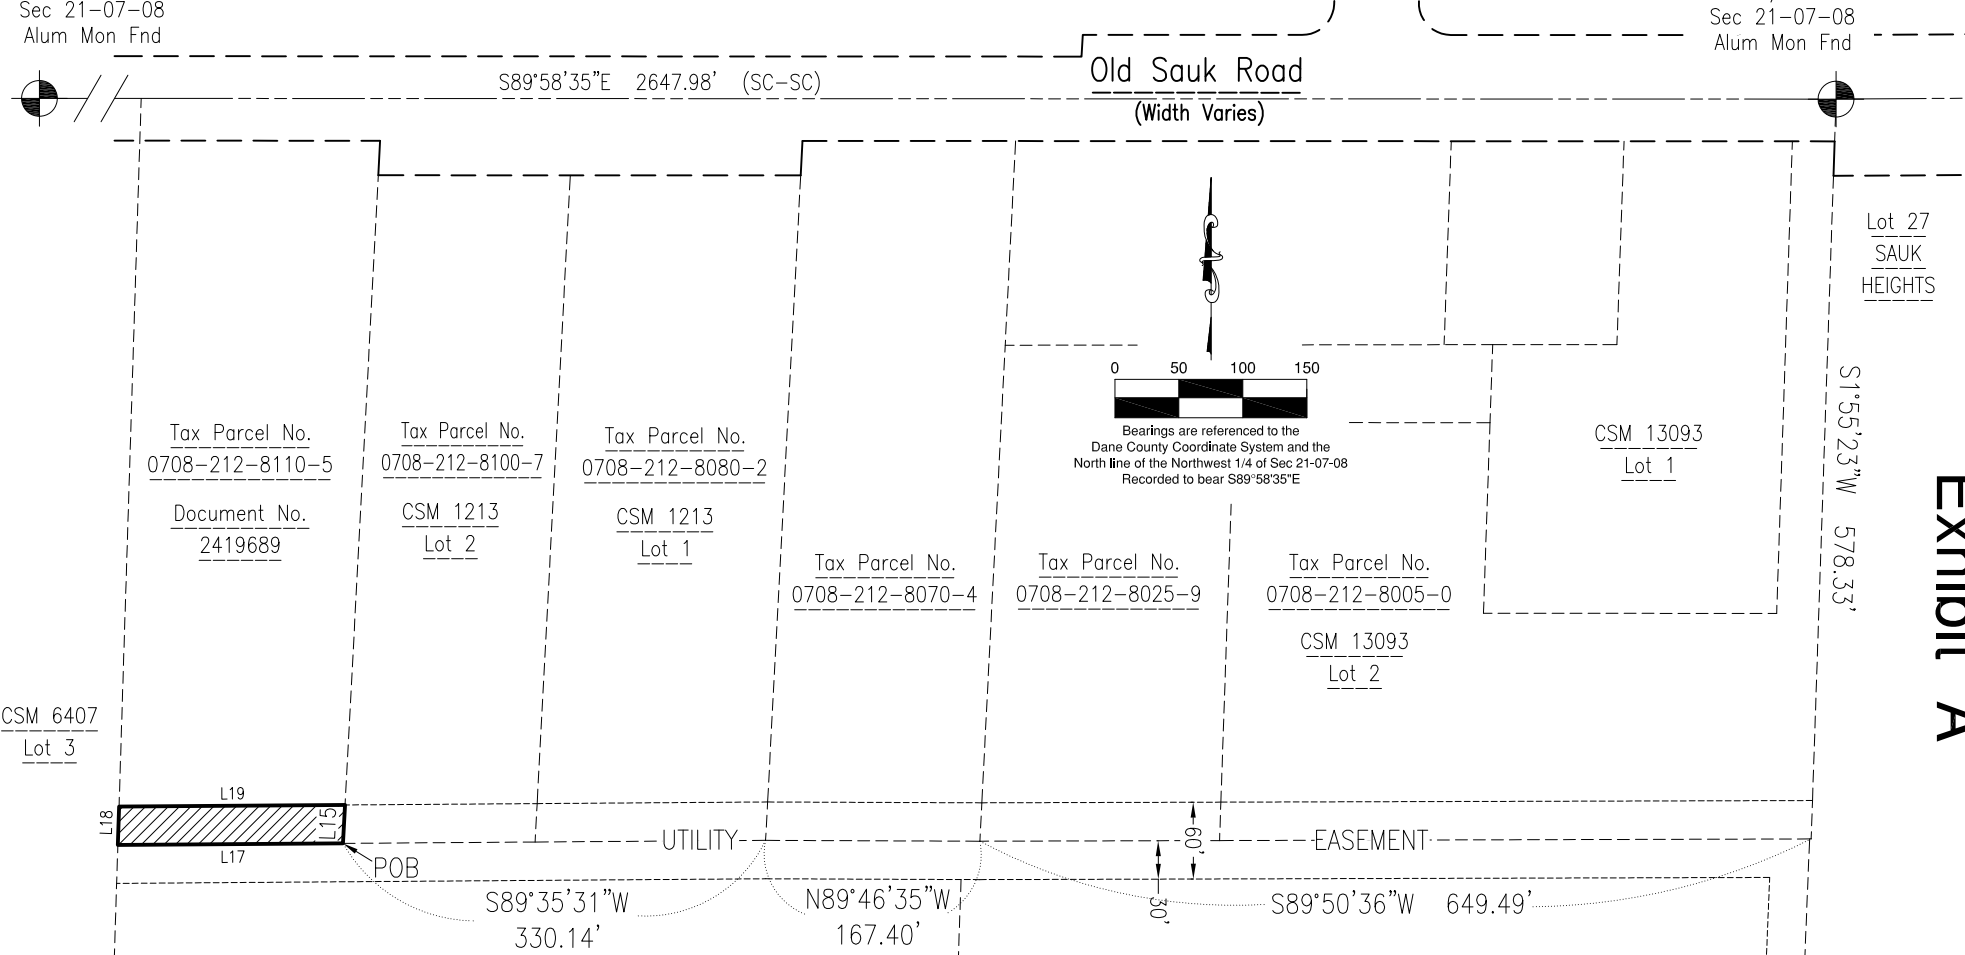 Sec 21-07-08
Alum Mon Fnd
Sec 21-07-08
Alum Mon Fnd
S89°58'35"E 2647.98' (SC-SC)
Old Sauk Road
(Width Varies)
Lot 27
SAUK
HEIGHTS
0 50 100 150
Bearings are referenced to the
Dane County Coordinate System and the
North line of the Northwest 1/4 of Sec 21-07-08
Recorded to bear S89°58'35"E
S1°55'23"W 578.33'
Exhibit A
Tax Parcel No.
0708-212-8110-5
Document No.
2419689
Tax Parcel No.
0708-212-8100-7
CSM 1213
Lot 2
Tax Parcel No.
0708-212-8080-2
CSM 1213
Lot 1
Tax Parcel No.
0708-212-8070-4
Tax Parcel No.
0708-212-8025-9
Tax Parcel No.
0708-212-8005-0
CSM 13093
Lot 2
CSM 13093
Lot 1
CSM 6407
Lot 3
L19
L18
L15
L17
POB
UTILITY EASEMENT
60'
30'
S89°35'31"W
330.14'
N89°46'35"W
167.40'
S89°50'36"W 649.49'